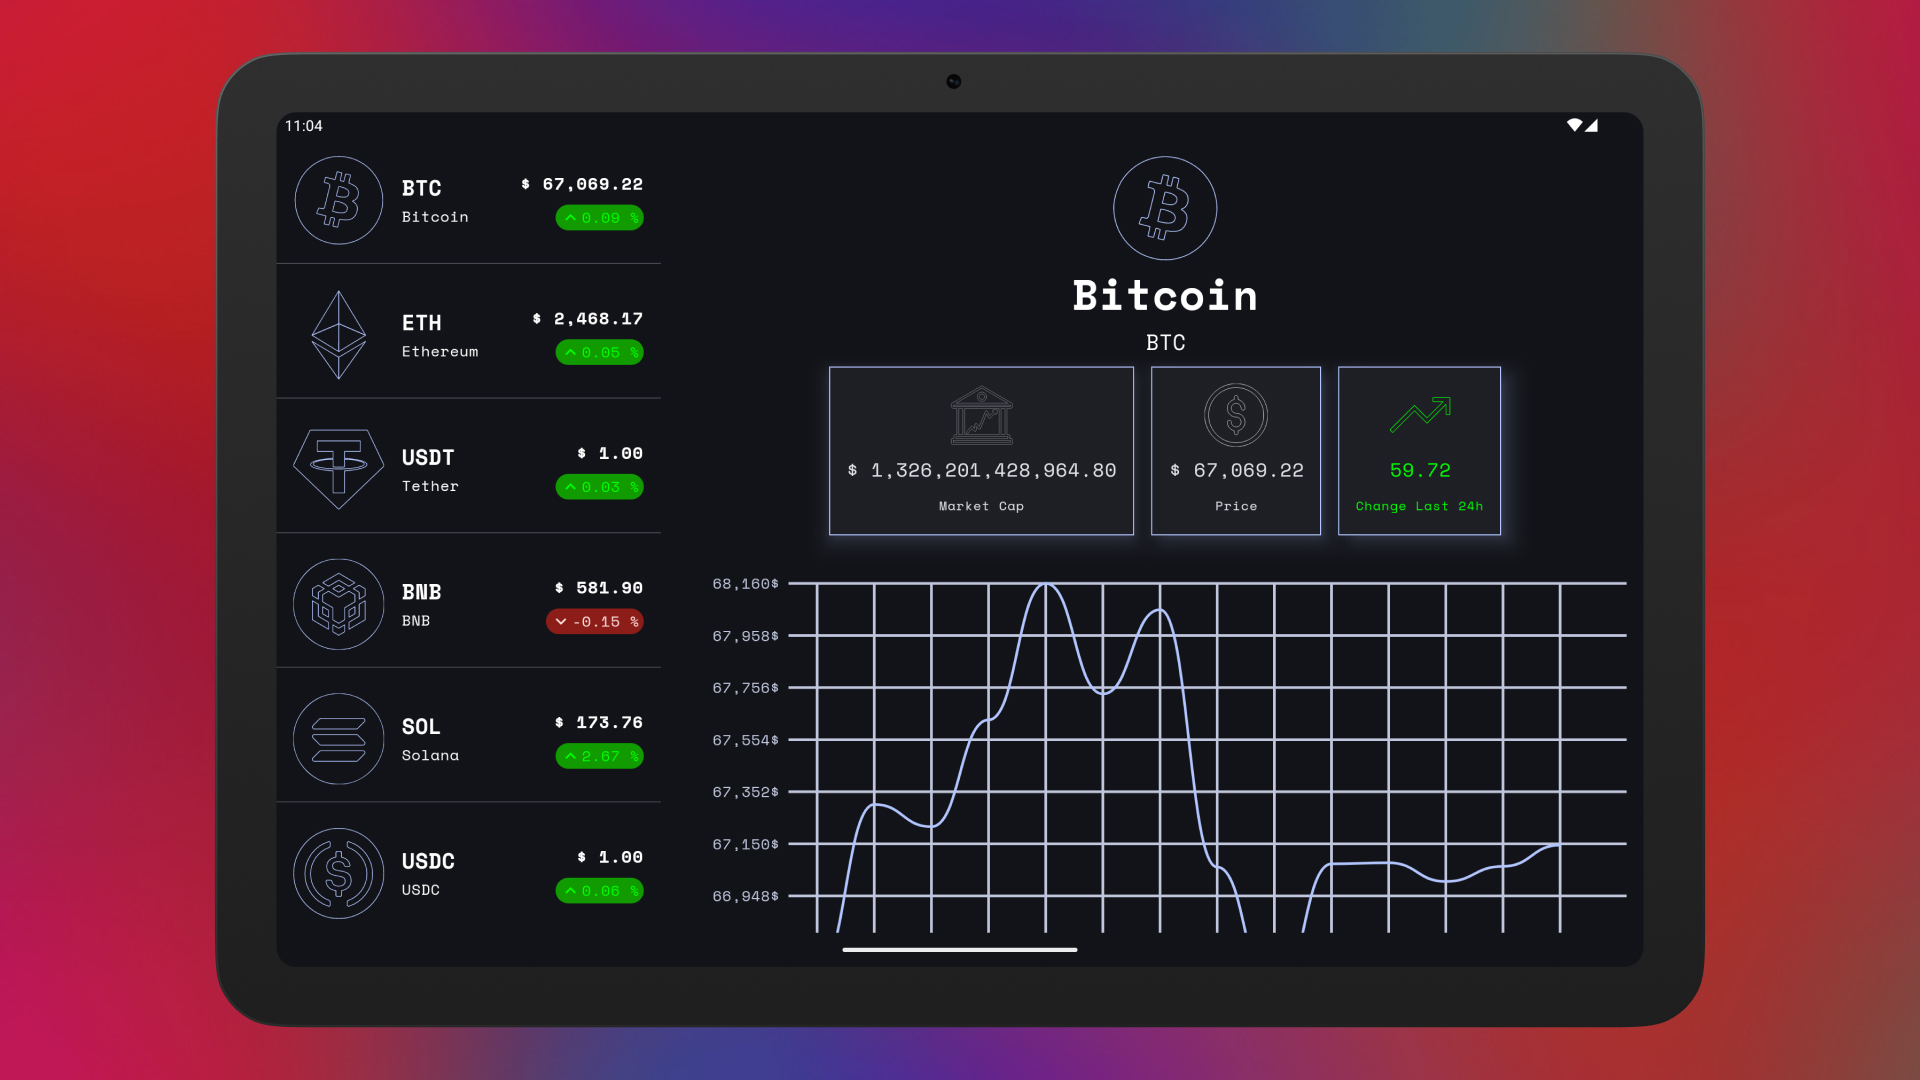 11:04
BTC
$ 67,069.22
Bitcoin
0.09 %
ETH
$ 2,468.17
Ethereum
0.05 %
USDT
$ 1.00
Tether
0.03 %
BNB
$ 581.90
BNB
-0.15 %
SOL
$ 173.76
Solana
2.67 %
USDC
$ 1.00
USDC
0.06 %
Bitcoin
BTC
$ 1,326,201,428,964.80
Market Cap
$ 67,069.22
Price
59.72
Change Last 24h
68,160$
67,958$
67,756$
67,554$
67,352$
67,150$
66,948$